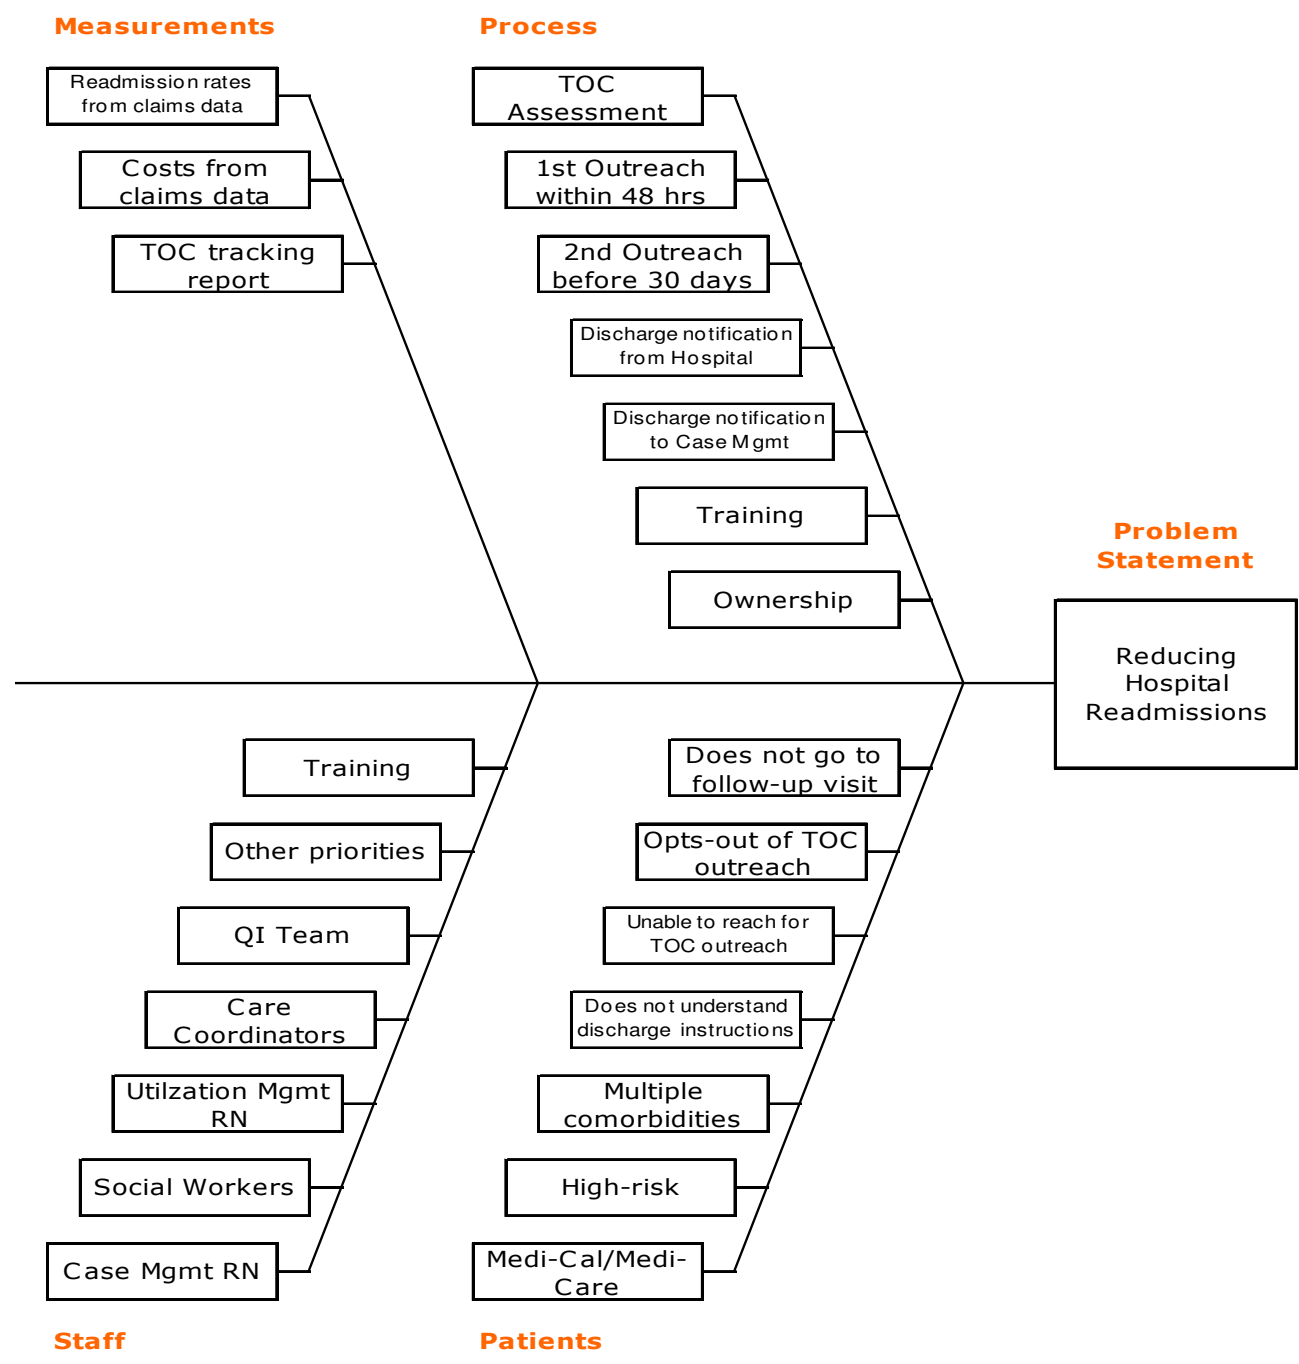 Measurements
Readmission rates
from claims data
Costs from
claims data
TOC tracking
report
Process
TOC
Assessment
1st Outreach
within 48 hrs
2nd Outreach
before 30 days
Discharge notification
from Hospital
Discharge notification
to Case Mgmt
Training
Ownership
Problem
Statement
Reducing
Hospital
Readmissions
Training
Other priorities
QI Team
Care
Coordinators
Utilzation Mgmt
RN
Social Workers
Case Mgmt RN
Staff
Does not go to
follow-up visit
Opts-out of TOC
outreach
Unable to reach for
TOC outreach
Does not understand
discharge instructions
Multiple
comorbidities
High-risk
Medi-Cal/Medi-
Care
Patients